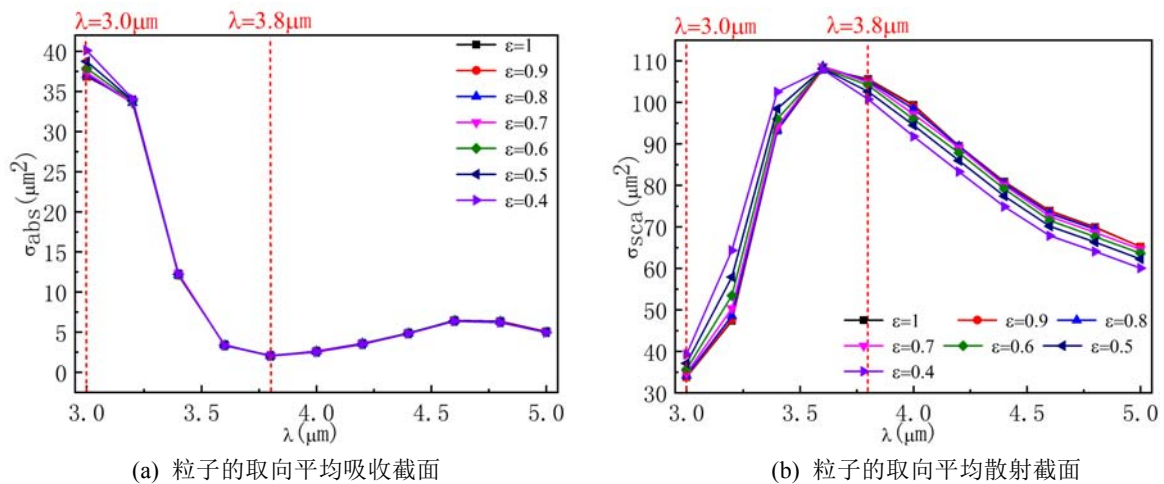 λ=3.0μm
λ=3.8μm
40
35
30
25
20
15
10
5
0
σabs(μm²)
ε=1
ε=0.9
ε=0.8
ε=0.7
ε=0.6
ε=0.5
ε=0.4
3.0 3.5 4.0 4.5 5.0
λ(μm)
(a) 粒子的取向平均吸收截面
λ=3.0μm
λ=3.8μm
110
100
90
80
70
60
50
40
30
σsca(μm²)
ε=1 ε=0.9 ε=0.8
ε=0.7 ε=0.6 ε=0.5
ε=0.4
3.0 3.5 4.0 4.5 5.0
λ(μm)
(b) 粒子的取向平均散射截面